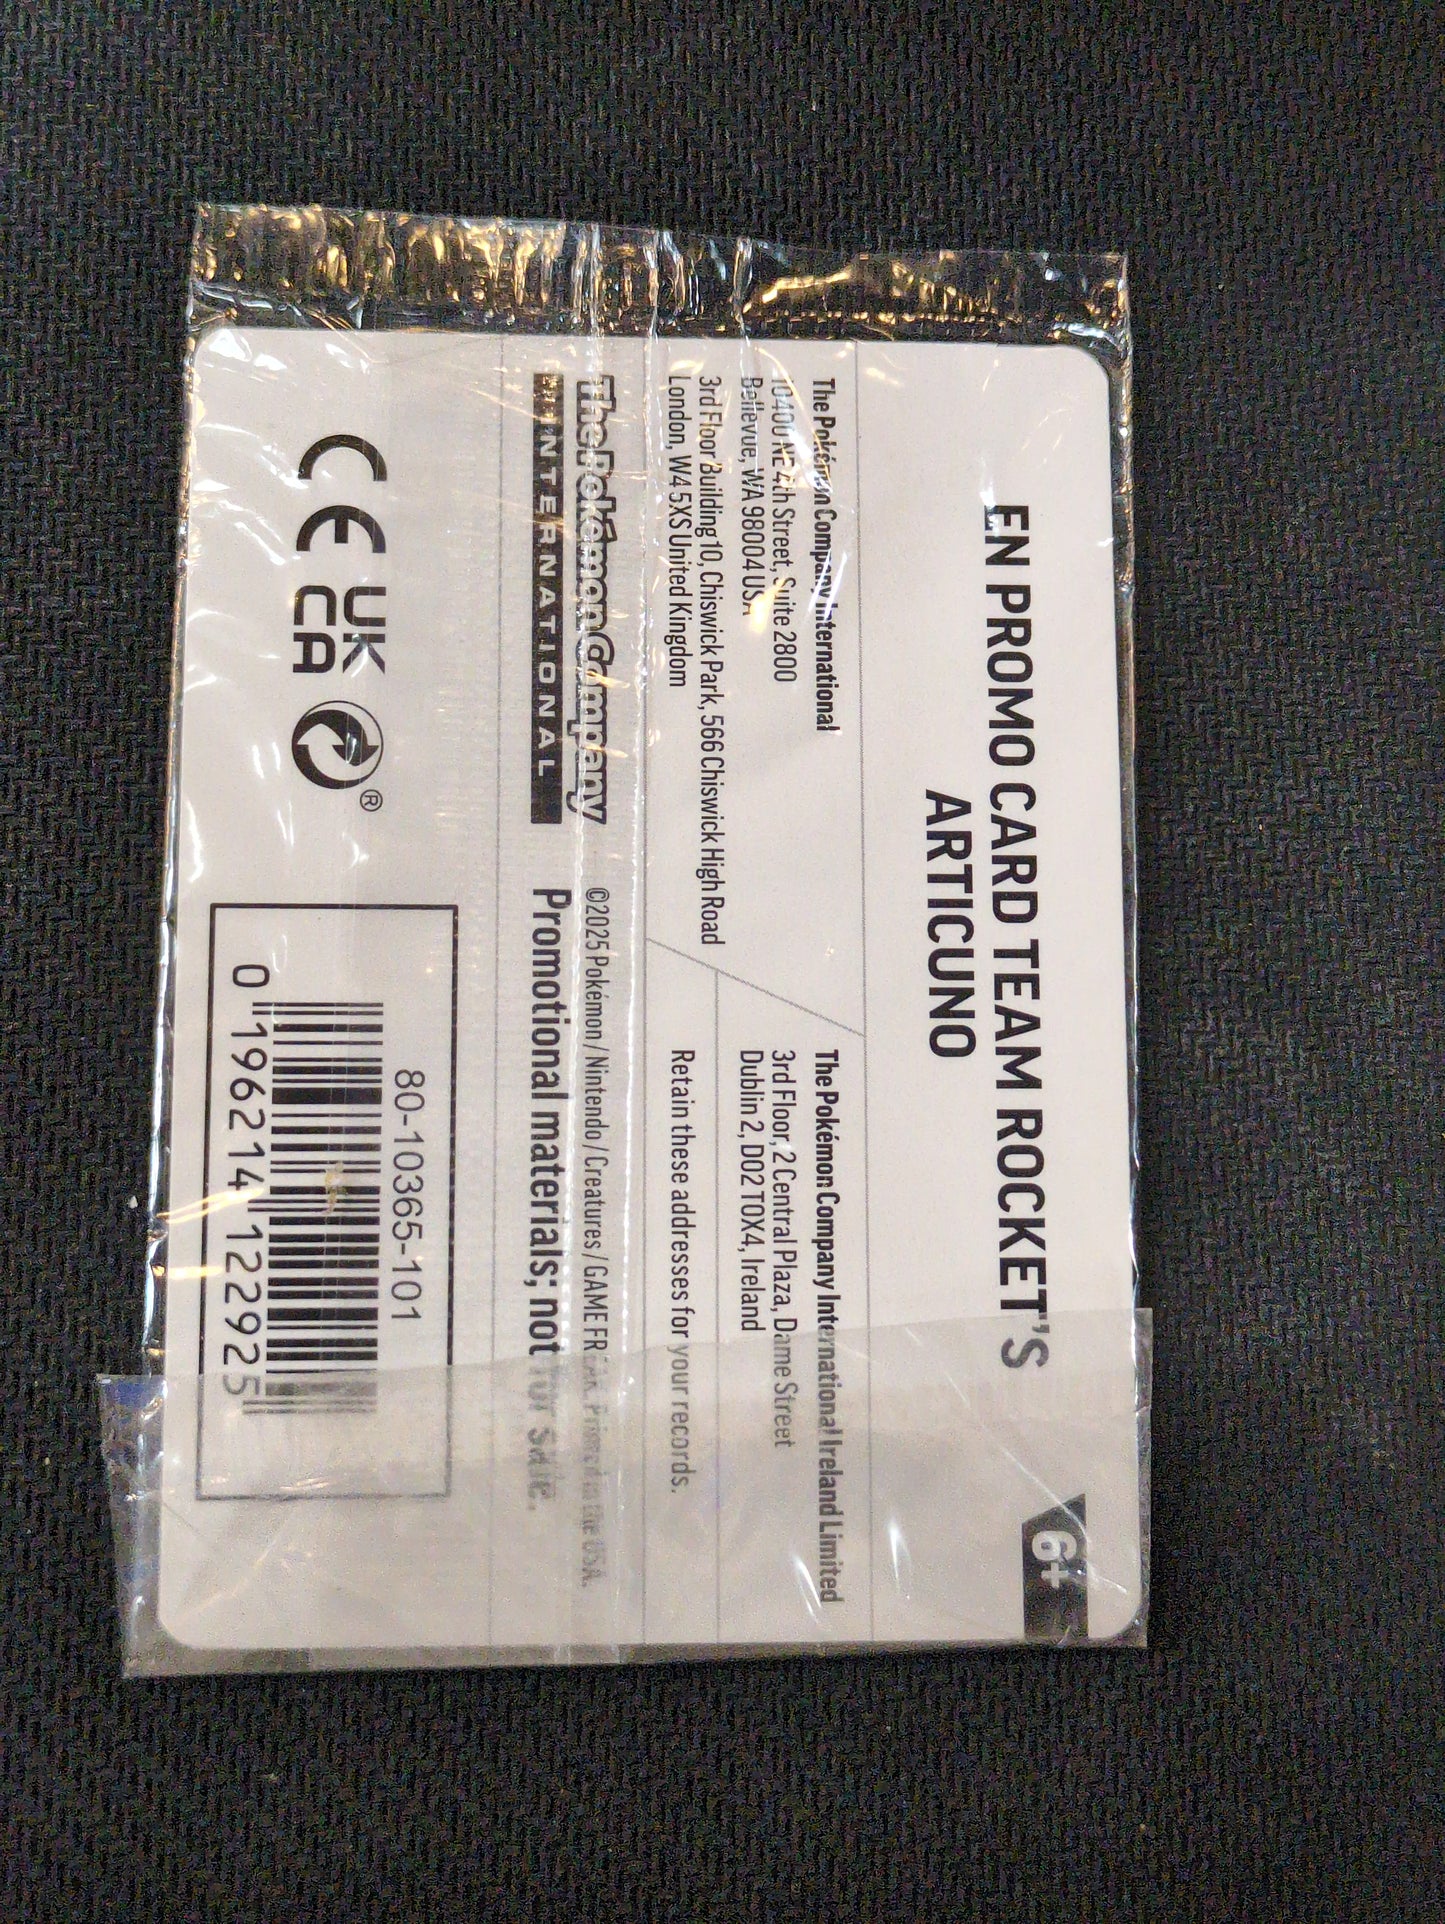 EN PROMO CARD TEAM ROCKET'S
ARTICUNO
6+
The Pokémon Company International
10400 NE 4th Street, Suite 2800
Bellevue, WA 98004 USA
3rd Floor Building 10, Chiswick Park, 566 Chiswick High Road
London, W4 5XS United Kingdom
The Pokémon Company International Ireland Limited
3rd Floor, 2 Central Plaza, Dame Street
Dublin 2, D02 T0X4, Ireland
Retain these addresses for your records.
The Pokémon Company
INTERNATIONAL
©2025 Pokémon / Nintendo / Creatures / GAME FREAK. Printed in the USA.
Promotional materials; not for sale.
CE
UK
CA
®
80-10365-101
0 196214 122925